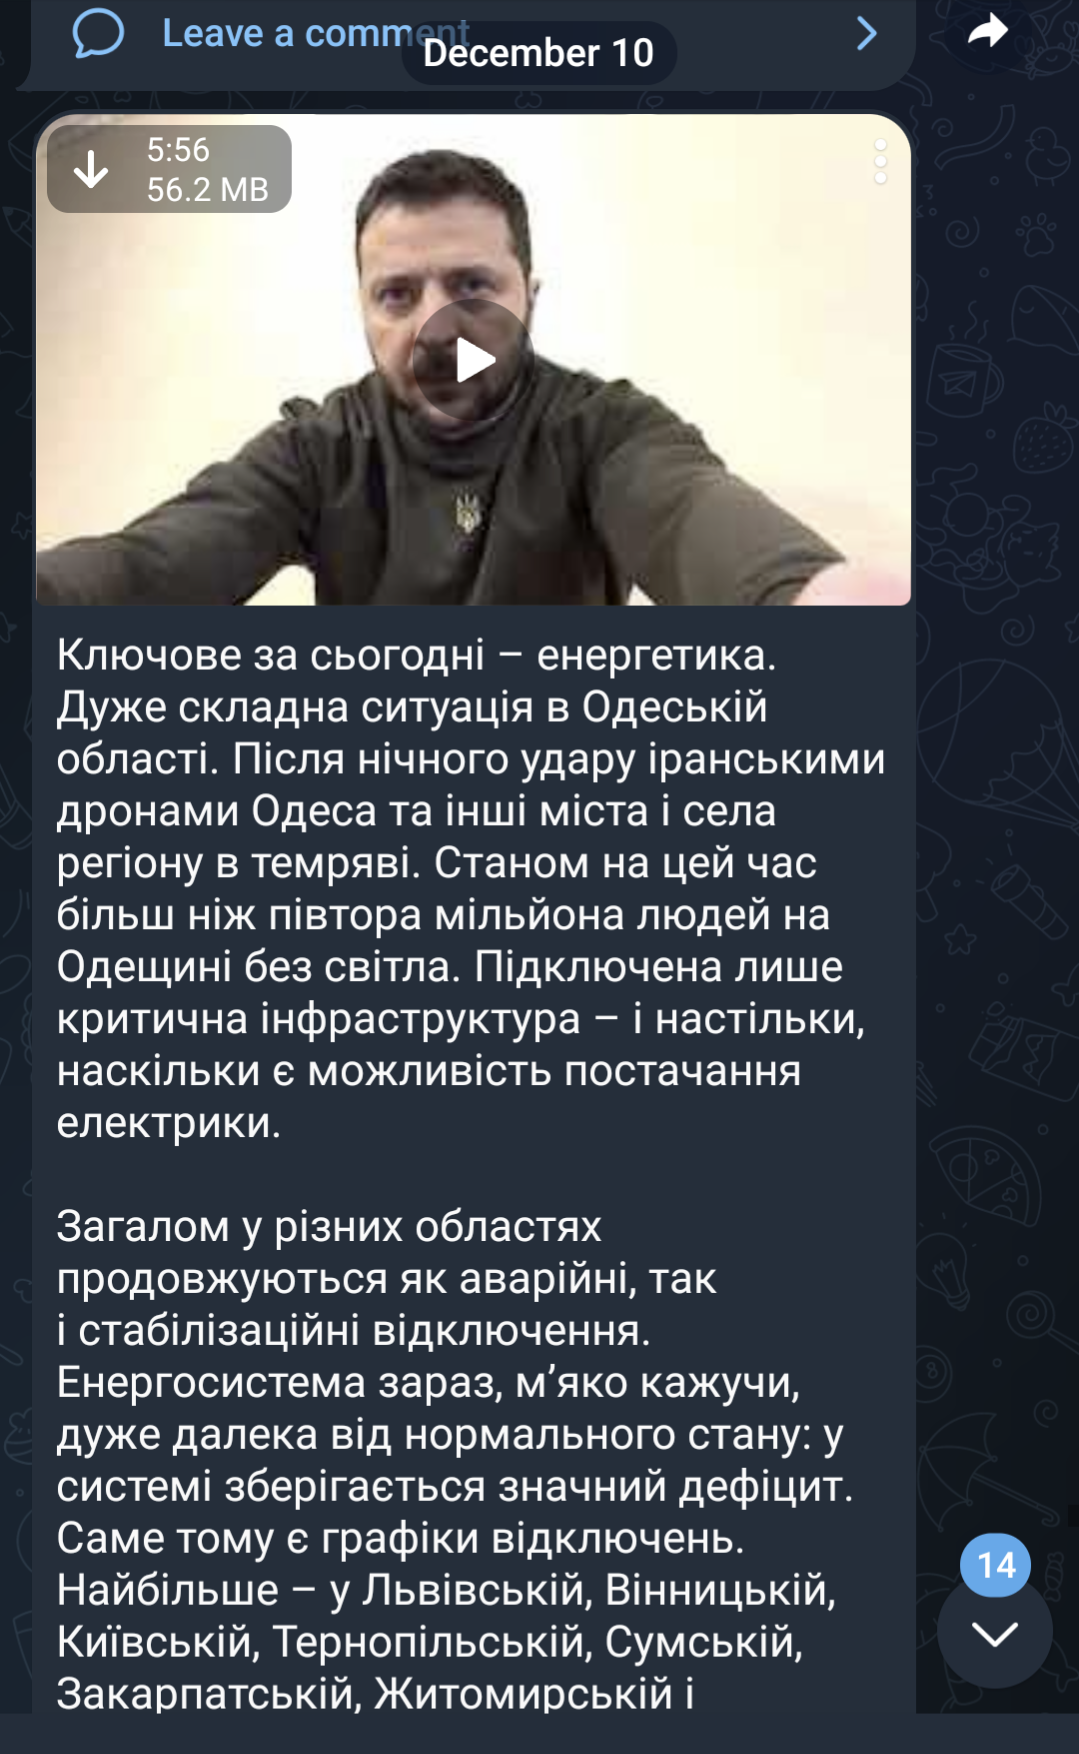 Leave a comment
December 10
5:56
56.2 MB
Ключове за сьогодні – енергетика.
Дуже складна ситуація в Одеській
області. Після нічного удару іранськими
дронами Одеса та інші міста і села
регіону в темряві. Станом на цей час
більш ніж півтора мільйона людей на
Одещині без світла. Підключена лише
критична інфраструктура – і настільки,
наскільки є можливість постачання
електрики.
Загалом у різних областях
продовжуються як аварійні, так
і стабілізаційні відключення.
Енергосистема зараз, м’яко кажучи,
дуже далека від нормального стану: у
системі зберігається значний дефіцит.
Саме тому є графіки відключень.
Найбільше – у Львівській, Вінницькій,
Київській, Тернопільській, Сумській,
Закарпатській, Житомирській і
14